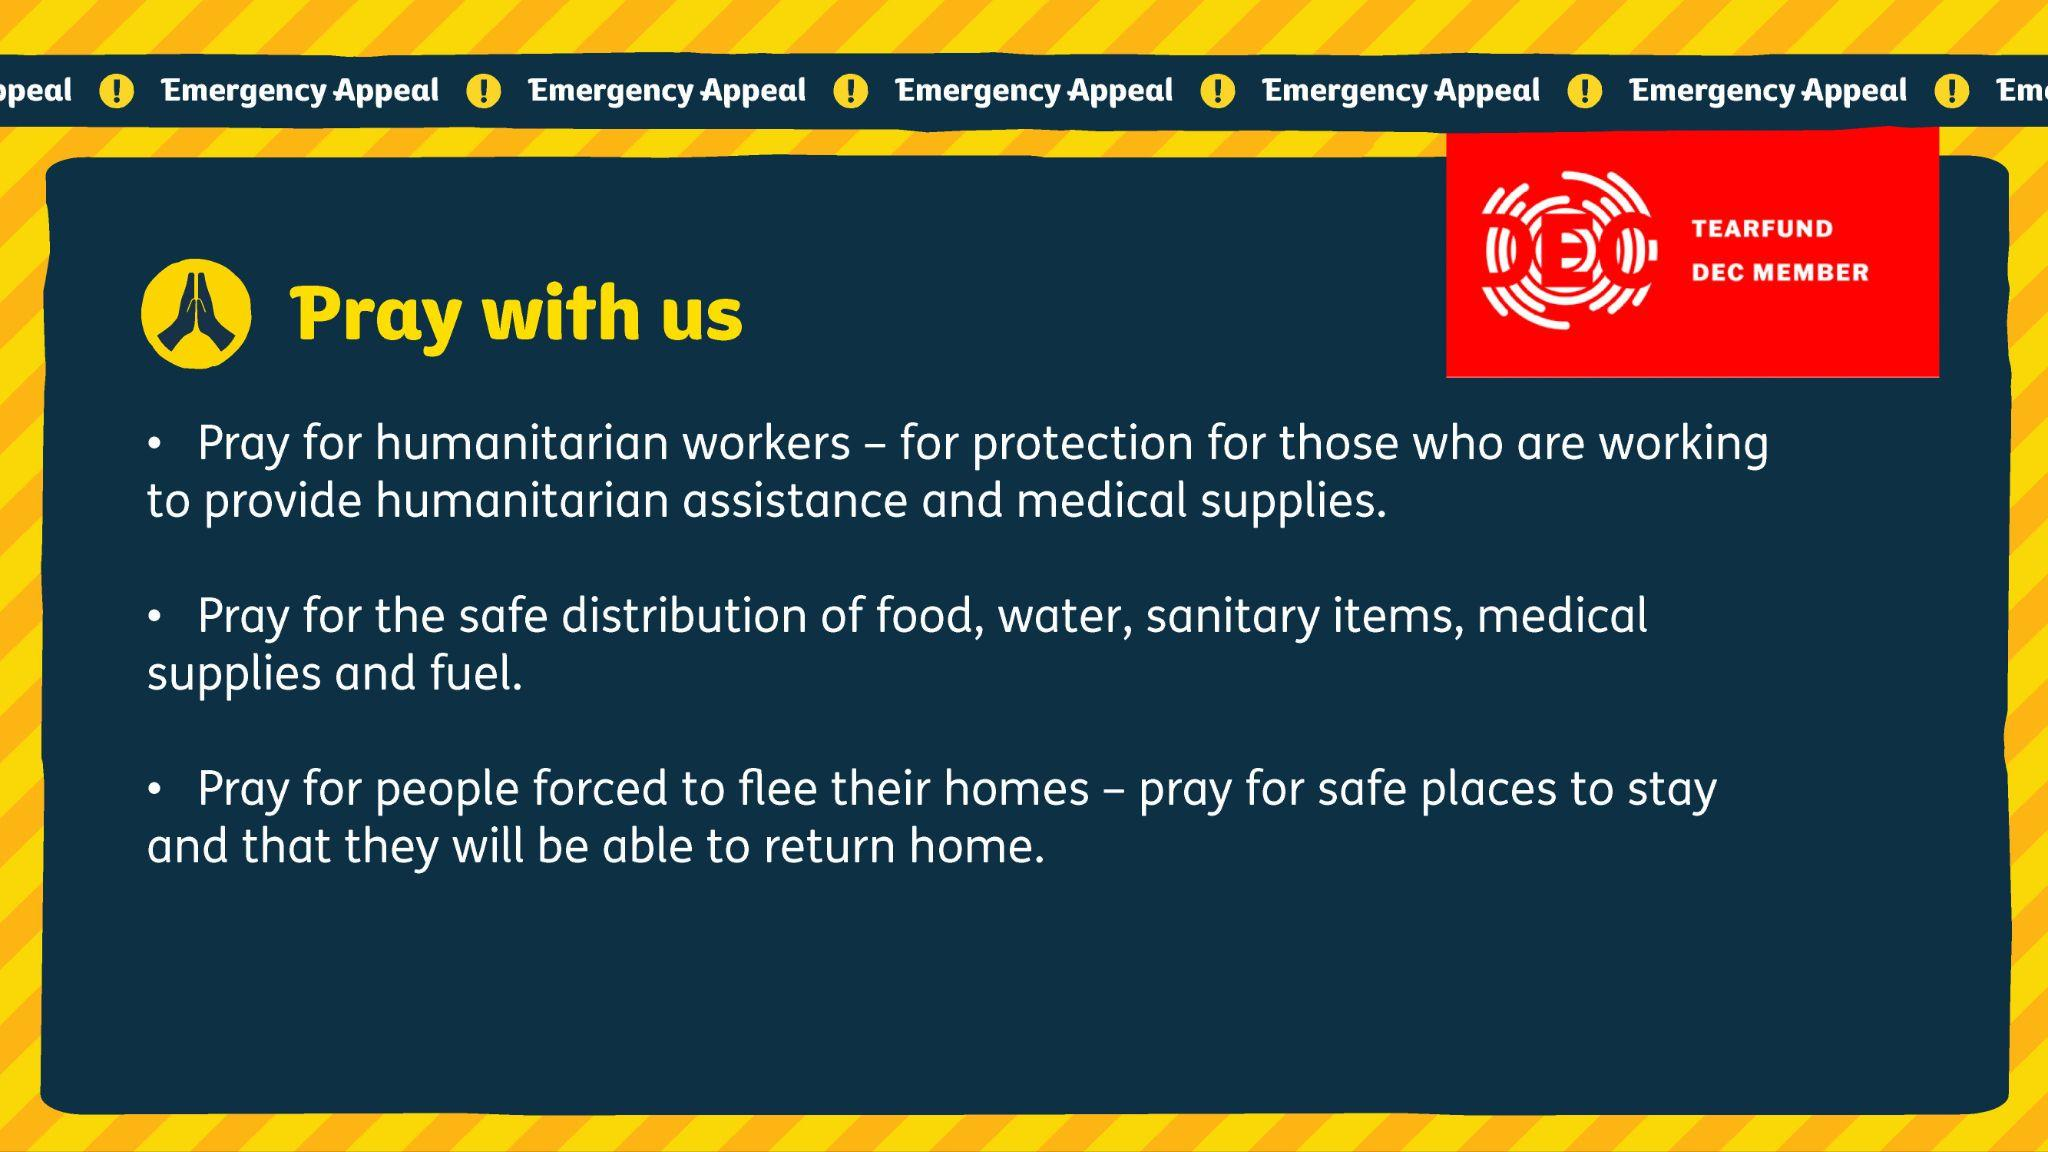 ppeal ! Emergency Appeal ! Emergency Appeal ! Emergency Appeal ! Emergency Appeal ! Emergency Appeal ! Eme
DEC
TEARFUND
DEC MEMBER
Pray with us
• Pray for humanitarian workers – for protection for those who are working
to provide humanitarian assistance and medical supplies.
• Pray for the safe distribution of food, water, sanitary items, medical
supplies and fuel.
• Pray for people forced to flee their homes – pray for safe places to stay
and that they will be able to return home.